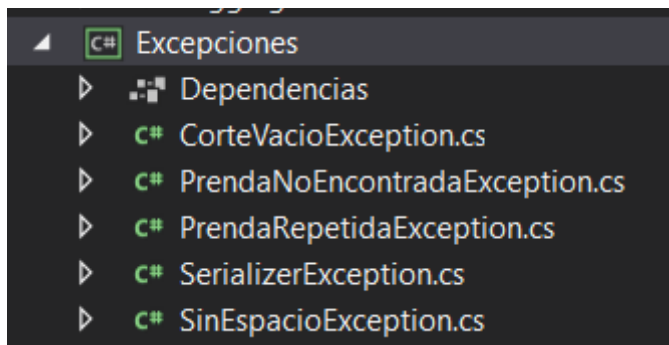 C# Excepciones
Dependencias
C# CorteVacioException.cs
C# PrendaNoEncontradaException.cs
C# PrendaRepetidaException.cs
C# SerializerException.cs
C# SinEspacioException.cs